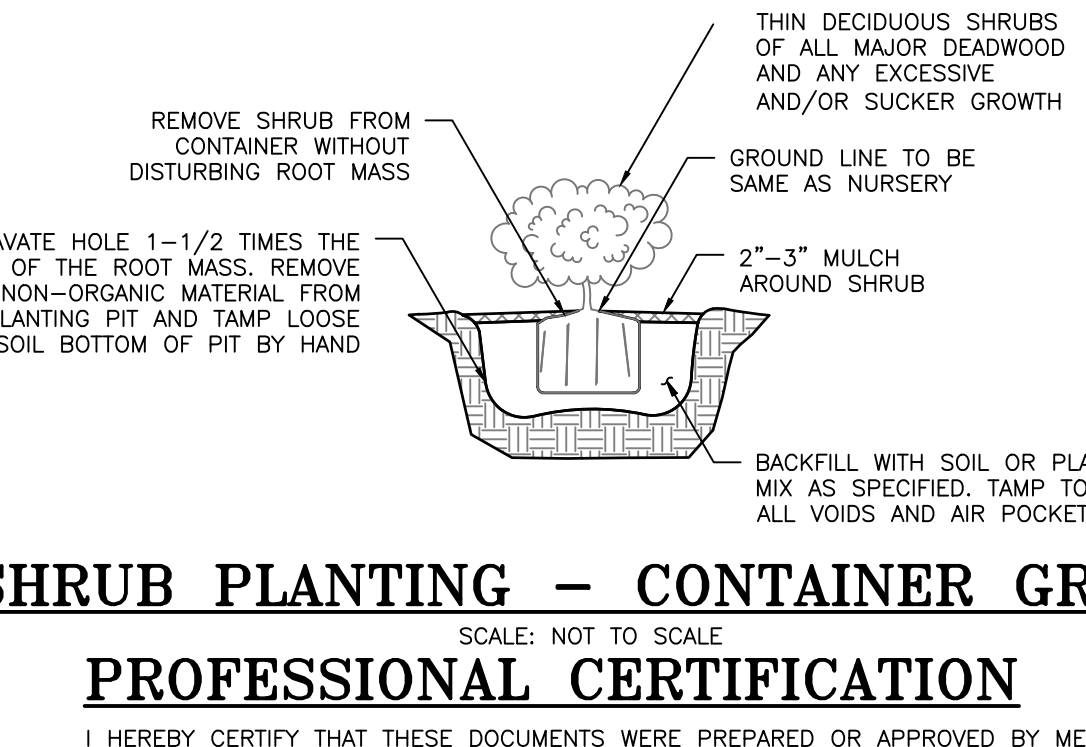 THIN DECIDUOUS SHRUBS
OF ALL MAJOR DEADWOOD
AND ANY EXCESSIVE
AND/OR SUCKER GROWTH
REMOVE SHRUB FROM
CONTAINER WITHOUT
DISTURBING ROOT MASS
GROUND LINE TO BE
SAME AS NURSERY
AVATE HOLE 1-1/2 TIMES THE
OF THE ROOT MASS. REMOVE
NON-ORGANIC MATERIAL FROM
LANTING PIT AND TAMP LOOSE
SOIL BOTTOM OF PIT BY HAND
2"-3" MULCH
AROUND SHRUB
BACKFILL WITH SOIL OR PLA
MIX AS SPECIFIED. TAMP TO
ALL VOIDS AND AIR POCKET
SHRUB PLANTING - CONTAINER GR
SCALE: NOT TO SCALE
PROFESSIONAL CERTIFICATION
I HEREBY CERTIFY THAT THESE DOCUMENTS WERE PREPARED OR APPROVED BY ME